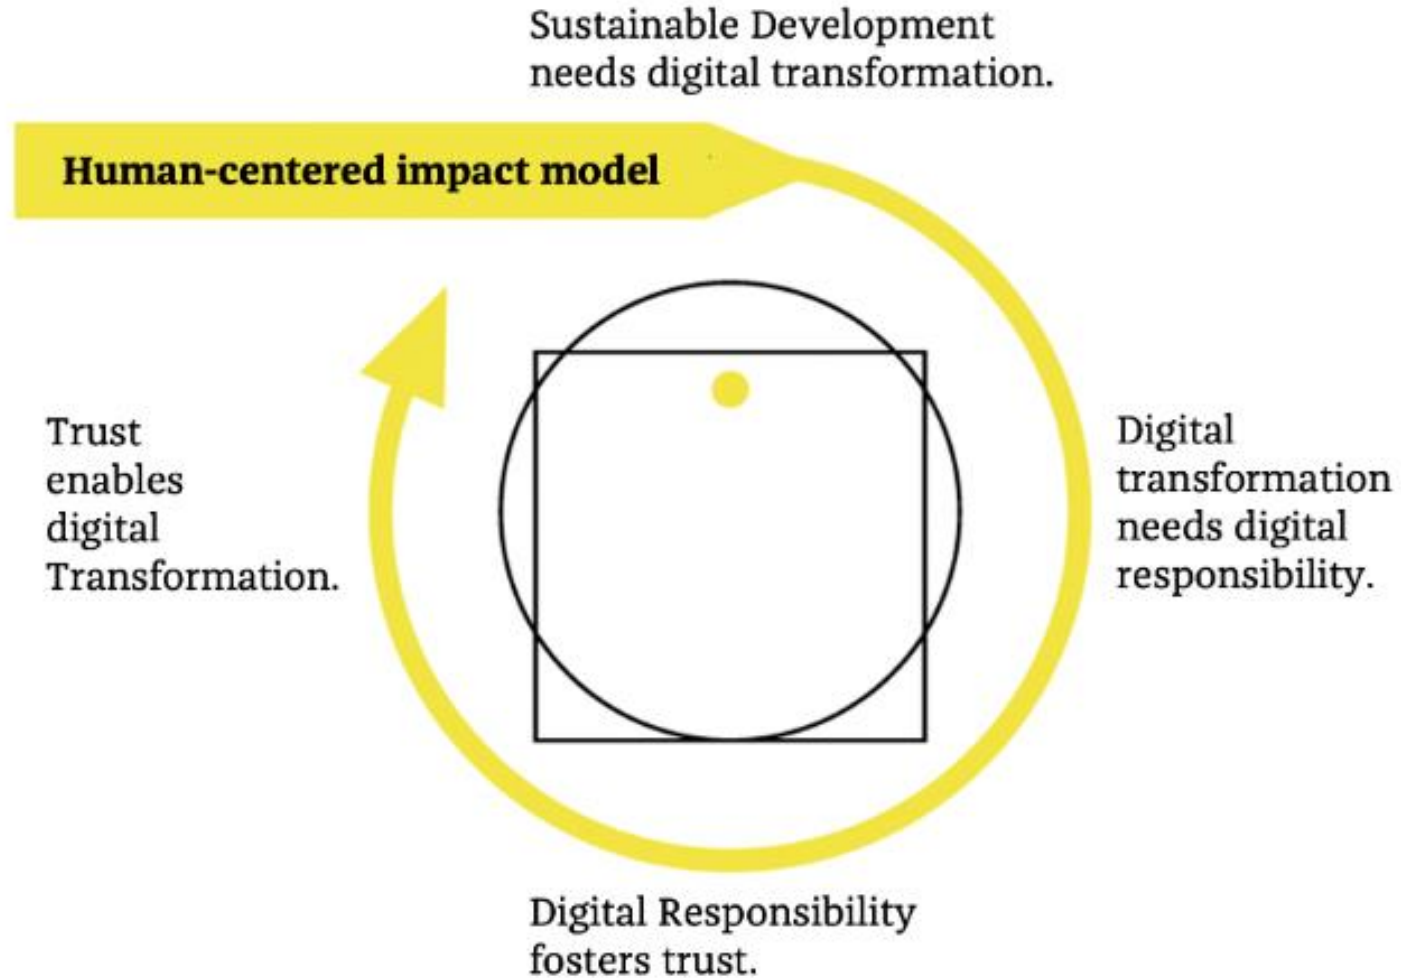 Sustainable Development
needs digital transformation.
Human-centered impact model
Digital
transformation
needs digital
responsibility.
Digital Responsibility
fosters trust.
Trust
enables
digital
Transformation.